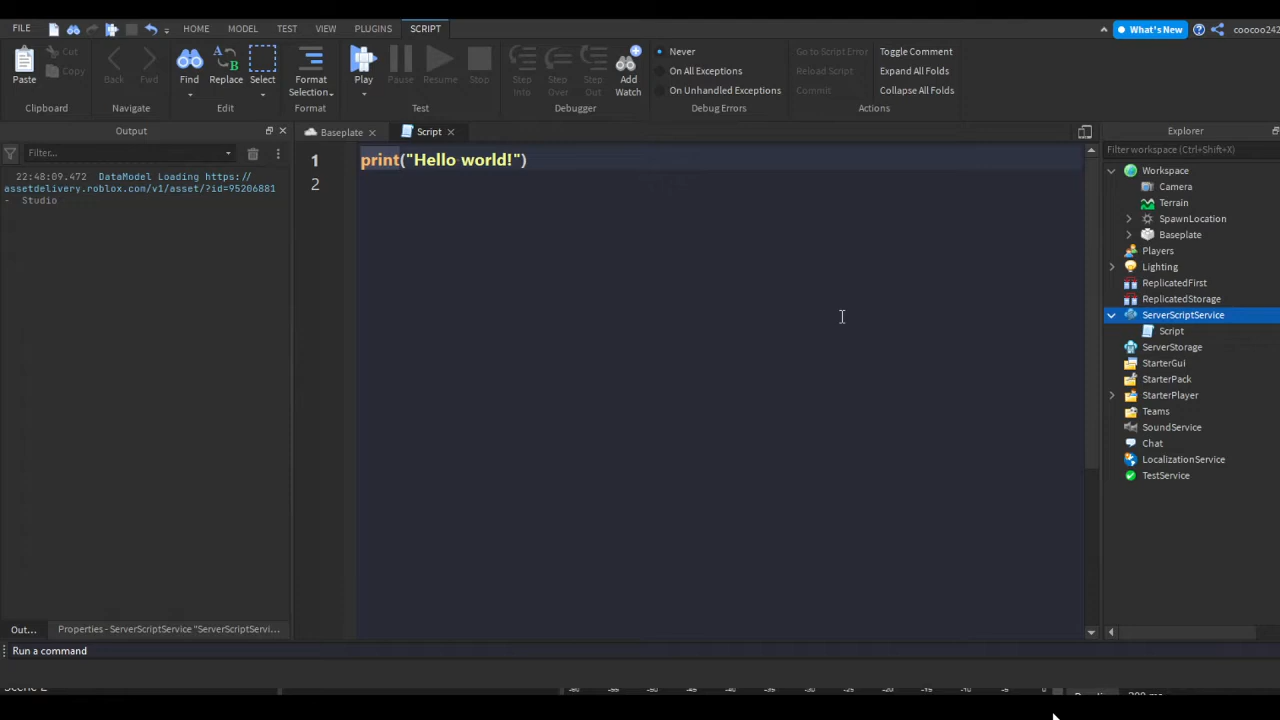 FILE
HOME
MODEL
TEST
VIEW
PLUGINS
SCRIPT
What's New
coocoo242
Paste
Cut
Copy
Clipboard
Back
Fwd
Navigate
Find
Replace
Select
Edit
Format
Selection
Format
Play
Pause
Resume
Stop
Test
Step
Into
Step
Over
Step
Out
Add
Watch
Debugger
Never
On All Exceptions
On Unhandled Exceptions
Debug Errors
Go to Script Error
Reload Script
Commit
Toggle Comment
Expand All Folds
Collapse All Folds
Actions
Output
Filter...
22:48:09.472 DataModel Loading https://
assetdelivery.roblox.com/v1/asset/?id=95206881
- Studio
Baseplate
Script
1 print("Hello world!")
2
Explorer
Filter workspace (Ctrl+Shift+X)
Workspace
Camera
Terrain
SpawnLocation
Baseplate
Players
Lighting
ReplicatedFirst
ReplicatedStorage
ServerScriptService
Script
ServerStorage
StarterGui
StarterPack
StarterPlayer
Teams
SoundService
Chat
LocalizationService
TestService
Out...
Properties - ServerScriptService "ServerScriptServi...
Run a command